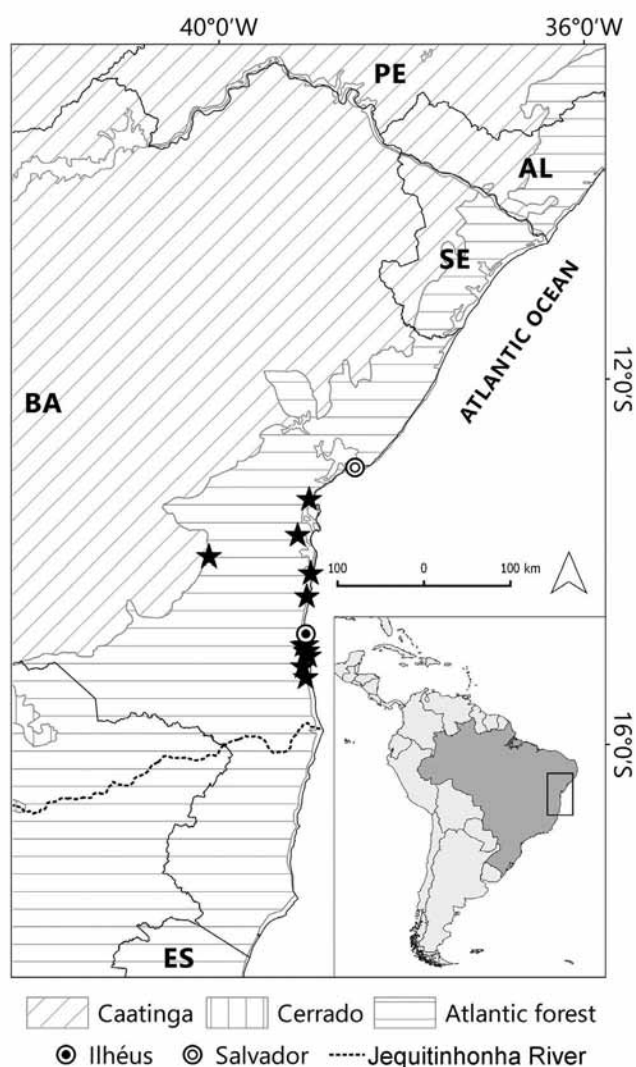 40°0'W 36°0'W
PE
AL
SE
ATLANTIC OCEAN
12°0'S
BA
100 0 100 km
16°0'S
ES
Caatinga Cerrado Atlantic forest
Ilhéus Salvador Jequitinhonha River